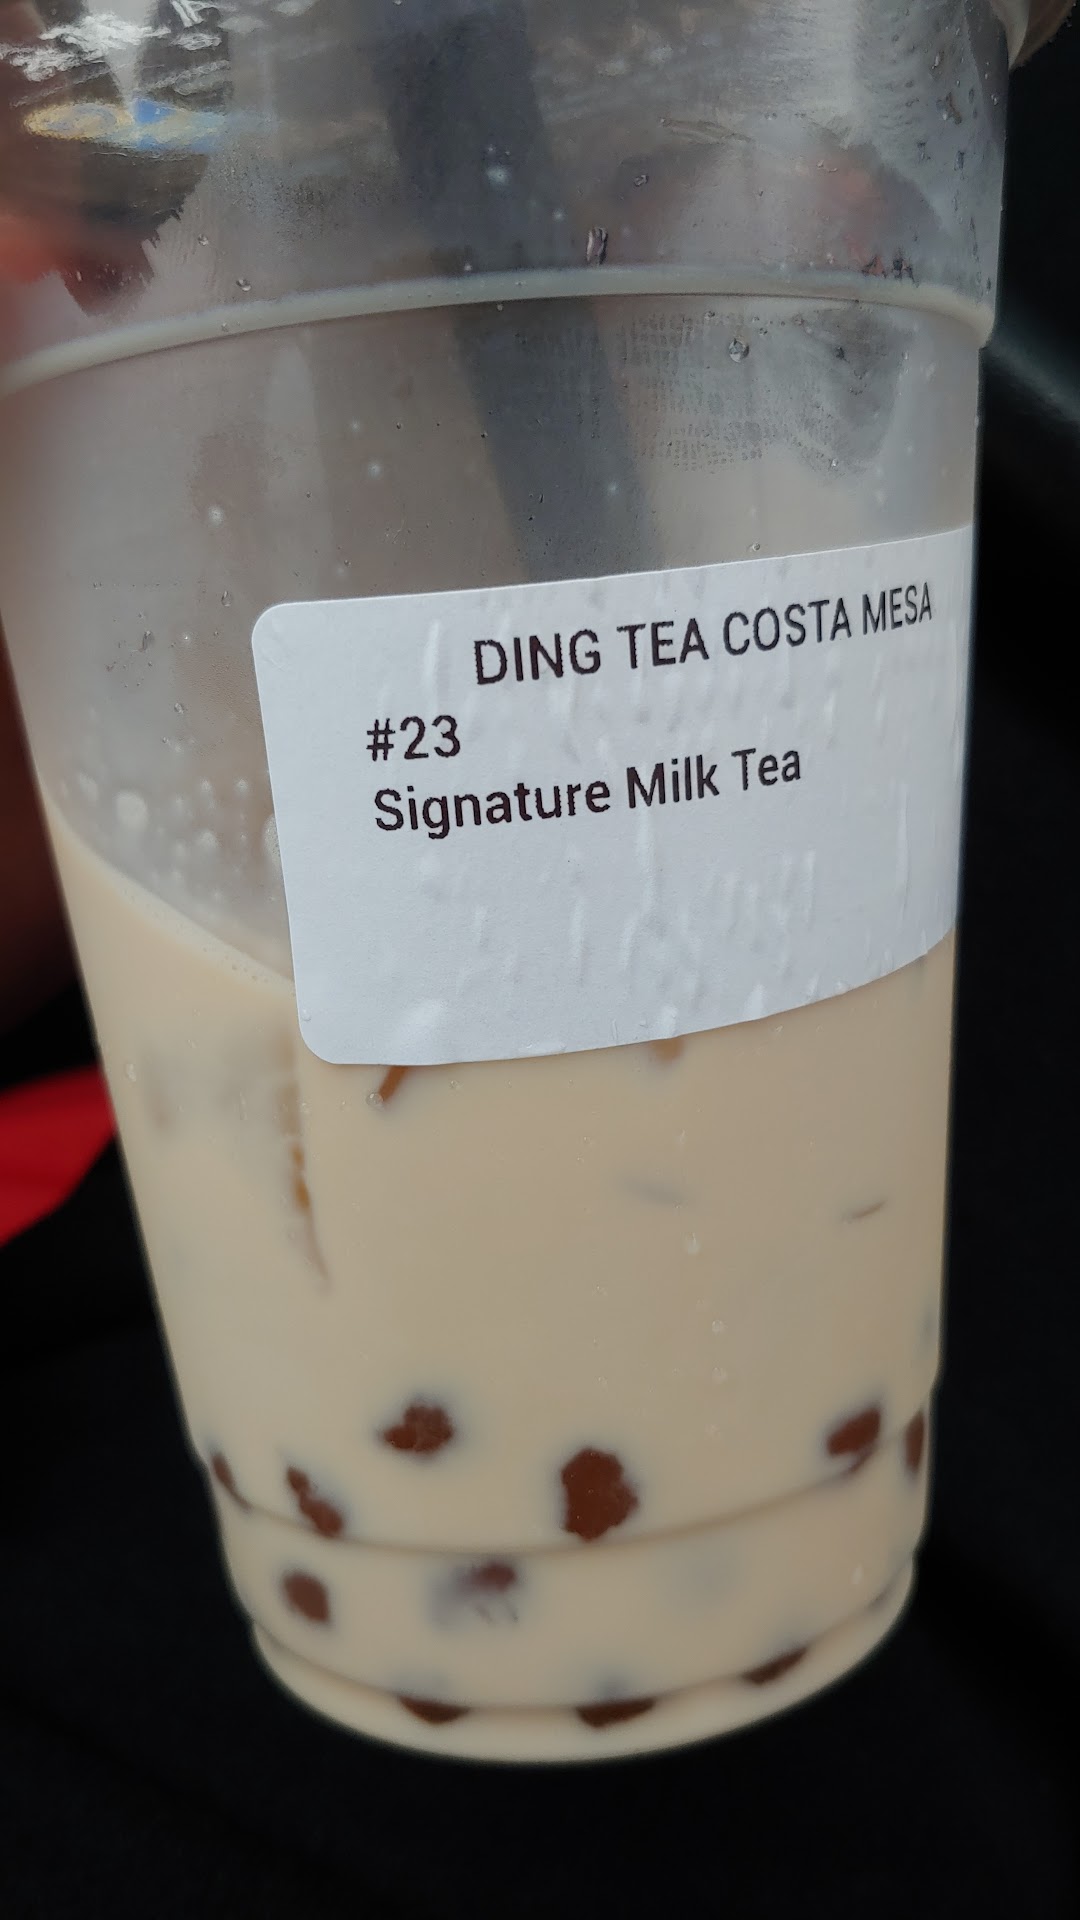 DING TEA COSTA MESA
#23
Signature Milk Tea